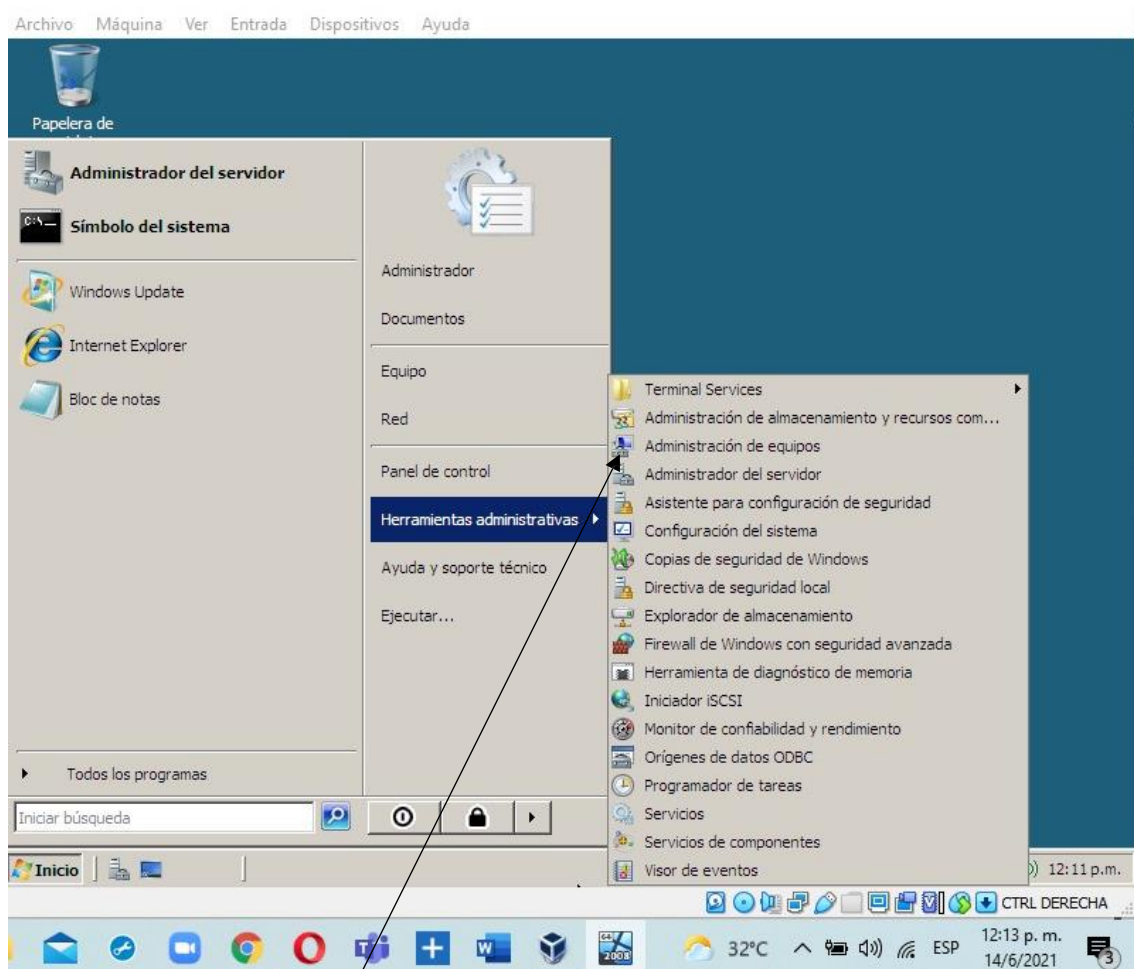 Archivo Máquina Ver Entrada Dispositivos Ayuda
Papelera de
Administrador del servidor
C:\
Símbolo del sistema
Windows Update
Internet Explorer
Bloc de notas
Todos los programas
Iniciar búsqueda
Administrador
Documentos
Equipo
Red
Panel de control
Herramientas administrativas
Ayuda y soporte técnico
Ejecutar...
Terminal Services
Administración de almacenamiento y recursos com...
Administración de equipos
Administrador del servidor
Asistente para configuración de seguridad
Configuración del sistema
Copias de seguridad de Windows
Directiva de seguridad local
Explorador de almacenamiento
Firewall de Windows con seguridad avanzada
Herramienta de diagnóstico de memoria
Iniciador iSCSI
Monitor de confiabilidad y rendimiento
Orígenes de datos ODBC
Programador de tareas
Servicios
Servicios de componentes
Visor de eventos
Inicio
12:11 p.m.
CTRL DERECHA
64
2008
32°C
ESP
12:13 p. m.
14/6/2021
3